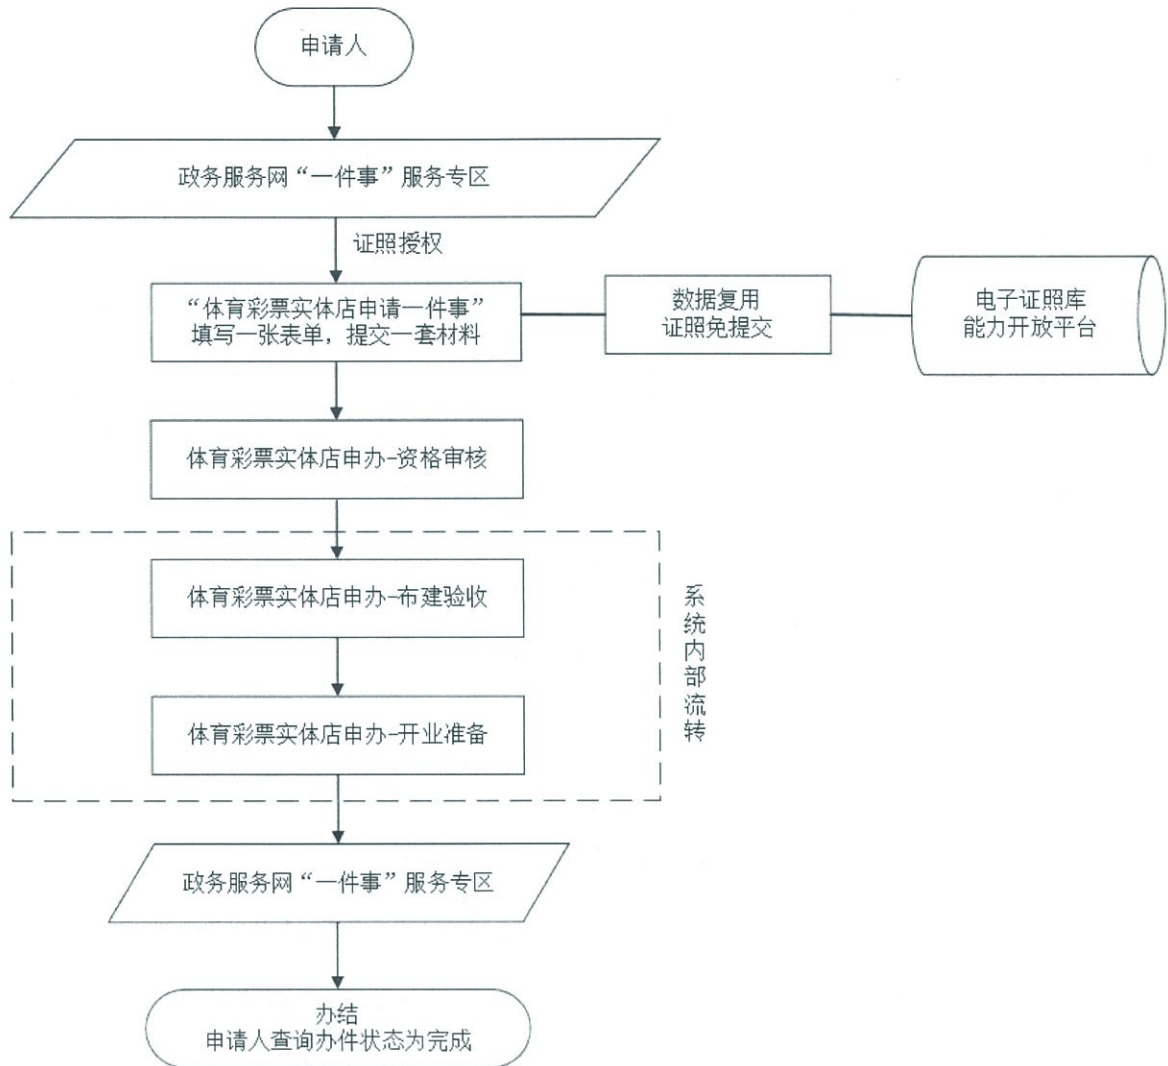 申请人
政务服务网“一件事”服务专区
证照授权
“体育彩票实体店申请一件事”
填写一张表单，提交一套材料
数据复用
证照免提交
电子证照库
能力开放平台
体育彩票实体店申办-资格审核
体育彩票实体店申办-布建验收
体育彩票实体店申办-开业准备
系统内部流转
政务服务网“一件事”服务专区
办结
申请人查询办件状态为完成